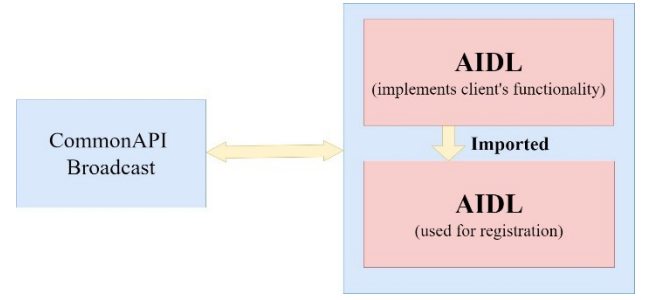 CommonAPI
Broadcast
AIDL
(implements client's functionality)
Imported
AIDL
(used for registration)